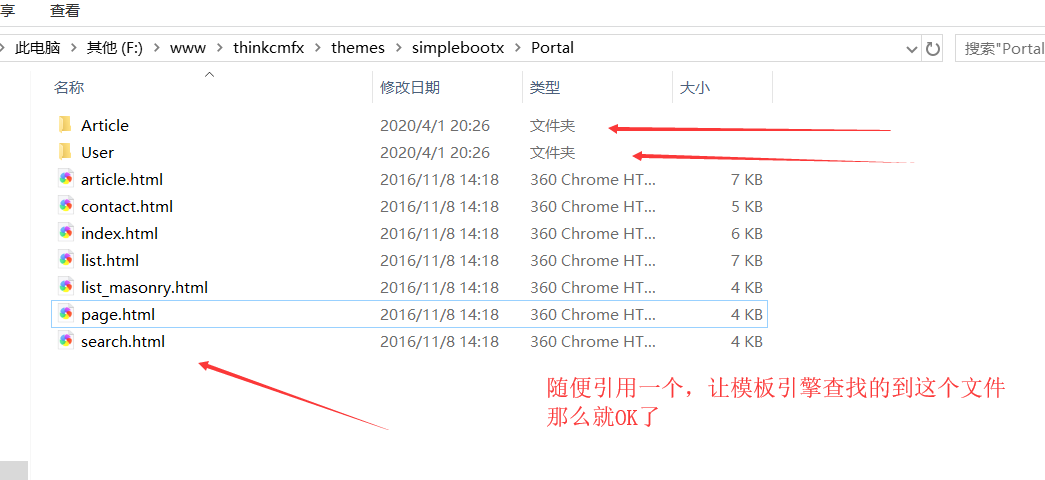 享 查看
此电脑 其他 (F:) www thinkcmfx themes simplebootx Portal 搜索"Portal
名称 修改日期 类型 大小
Article 2020/4/1 20:26 文件夹
User 2020/4/1 20:26 文件夹
article.html 2016/11/8 14:18 360 Chrome HT... 7 KB
contact.html 2016/11/8 14:18 360 Chrome HT... 5 KB
index.html 2016/11/8 14:18 360 Chrome HT... 6 KB
list.html 2016/11/8 14:18 360 Chrome HT... 7 KB
list_masonry.html 2016/11/8 14:18 360 Chrome HT... 4 KB
page.html 2016/11/8 14:18 360 Chrome HT... 4 KB
search.html 2016/11/8 14:18 360 Chrome HT... 4 KB
随便引用一个，让模板引擎查找的到这个文件
那么就OK了